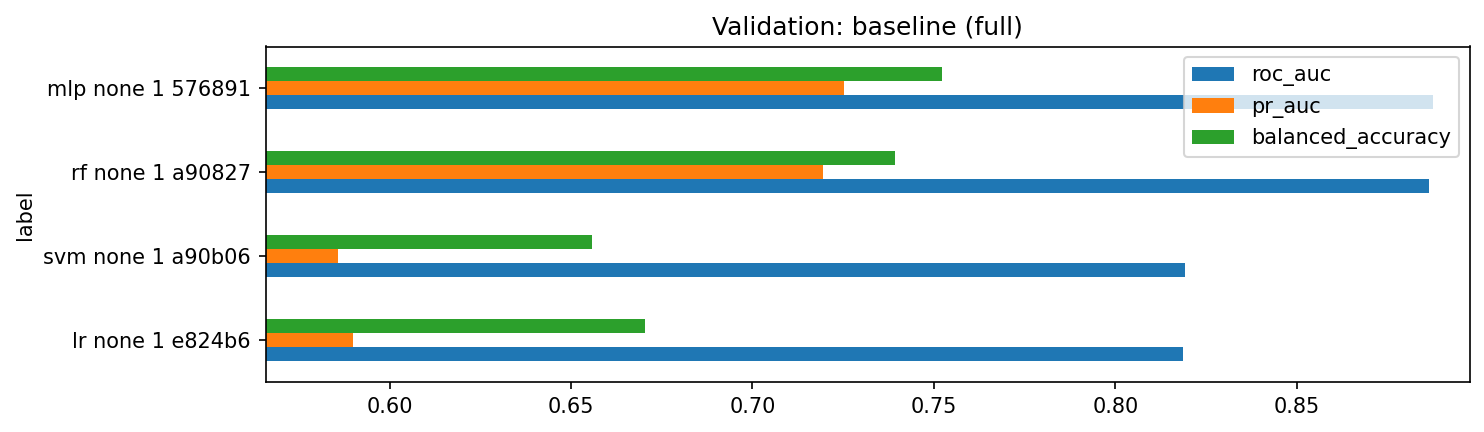 Validation: baseline (full)
roc_auc
pr_auc
balanced_accuracy
label
mlp none 1 576891
rf none 1 a90827
svm none 1 a90b06
lr none 1 e824b6
0.60 0.65 0.70 0.75 0.80 0.85